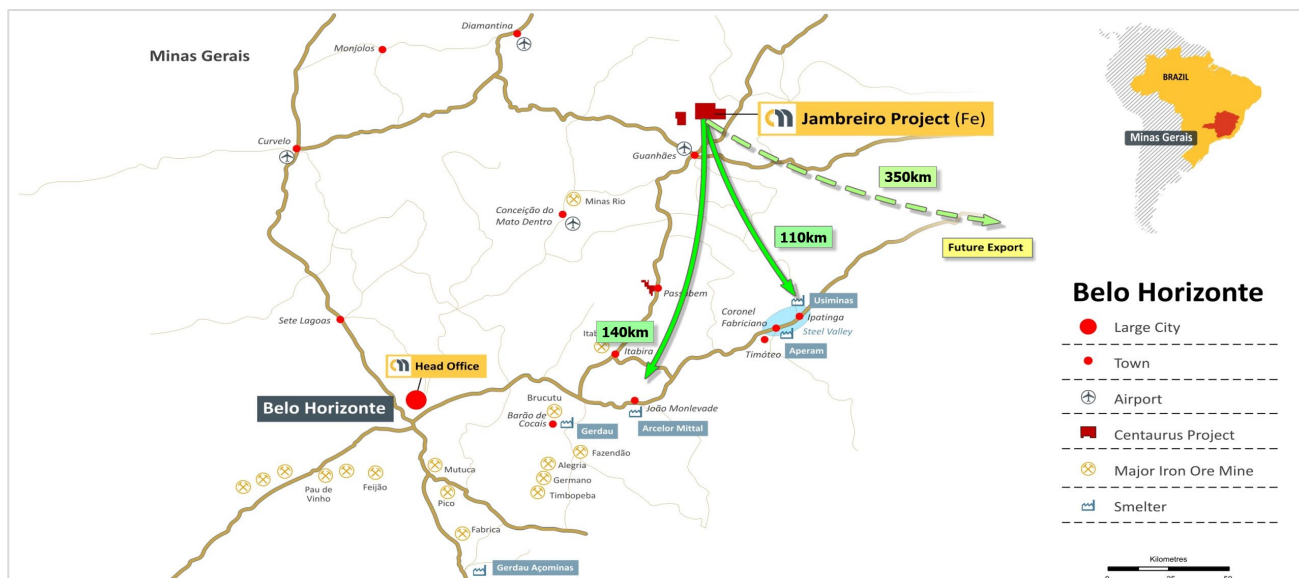 Minas Gerais
Diamantina
Monjolos
Curvelo
Guanhães
Jambreiro Project (Fe)
Minas Rio
Conceição do
Mato Dentro
350km
110km
Future Export
Passabem
140km
Sete Lagoas
Itabira
Coronel
Fabriciano
Usiminas
Ipatinga
Steel Valley
Timóteo
Aperam
Head Office
Belo Horizonte
Brucutu
Barão de
Cocais
João Monlevade
Arcelor Mittal
Gerdau
Fazendão
Alegria
Germano
Timbopeba
Mutuca
Pico
Pau de
Vinho
Feijão
Fabrica
Gerdau Açominas
BRAZIL
Minas Gerais
Belo Horizonte
Large City
Town
Airport
Centaurus Project
Major Iron Ore Mine
Smelter
Kilometres
0 25 50